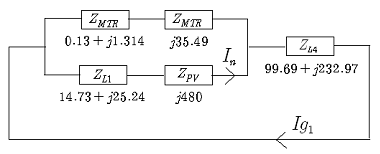 Z_MTR Z_MTR
0.13+j1.314 j35.49
I_n
Z_L1 Z_PV
14.73+j25.24 j480
Z_L4
99.69+j232.97
Ig_1